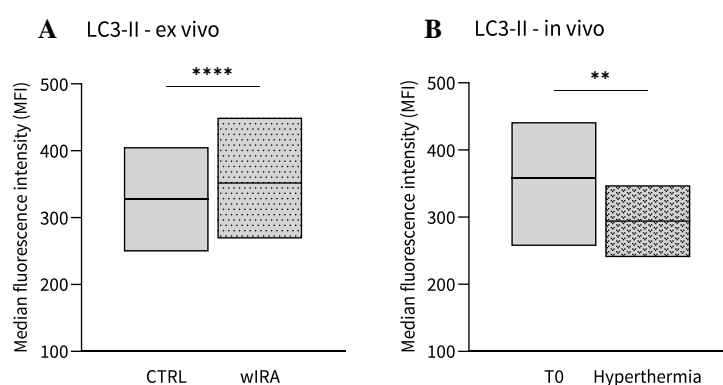 A LC3-II - ex vivo
Median fluorescence intensity (MFI)
500
400
300
200
100
****
CTRL wIRA
B LC3-II - in vivo
Median fluorescence intensity (MFI)
500
400
300
200
100
**
T0 Hyperthermia